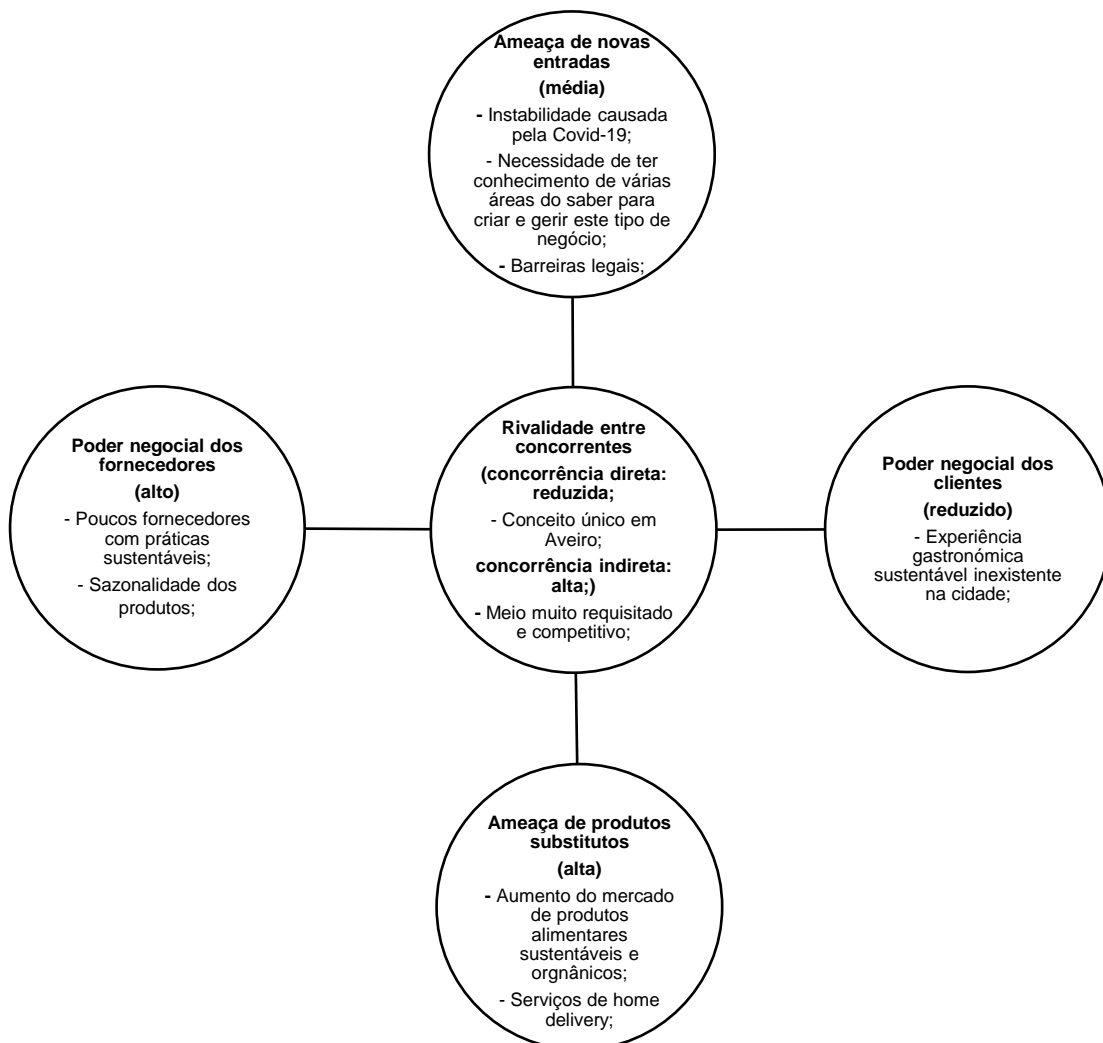 Ameaça de novas
entradas
(média)
- Instabilidade causada
pela Covid-19;
- Necessidade de ter
conhecimento de várias
áreas do saber para
criar e gerir este tipo de
negócio;
- Barreiras legais;
Poder negocial dos
fornecedores
(alto)
- Poucos fornecedores
com práticas
sustentáveis;
- Sazonalidade dos
produtos;
Rivalidade entre
concorrentes
(concorrência direta:
reduzida;
- Conceito único em
Aveiro;
concorrência indireta:
alta;)
- Meio muito requisitado
e competitivo;
Poder negocial dos
clientes
(reduzido)
- Experiência
gastronómica
sustentável inexistente
na cidade;
Ameaça de produtos
substitutos
(alta)
- Aumento do mercado
de produtos
alimentares
sustentáveis e
orgnânicos;
- Serviços de home
delivery;